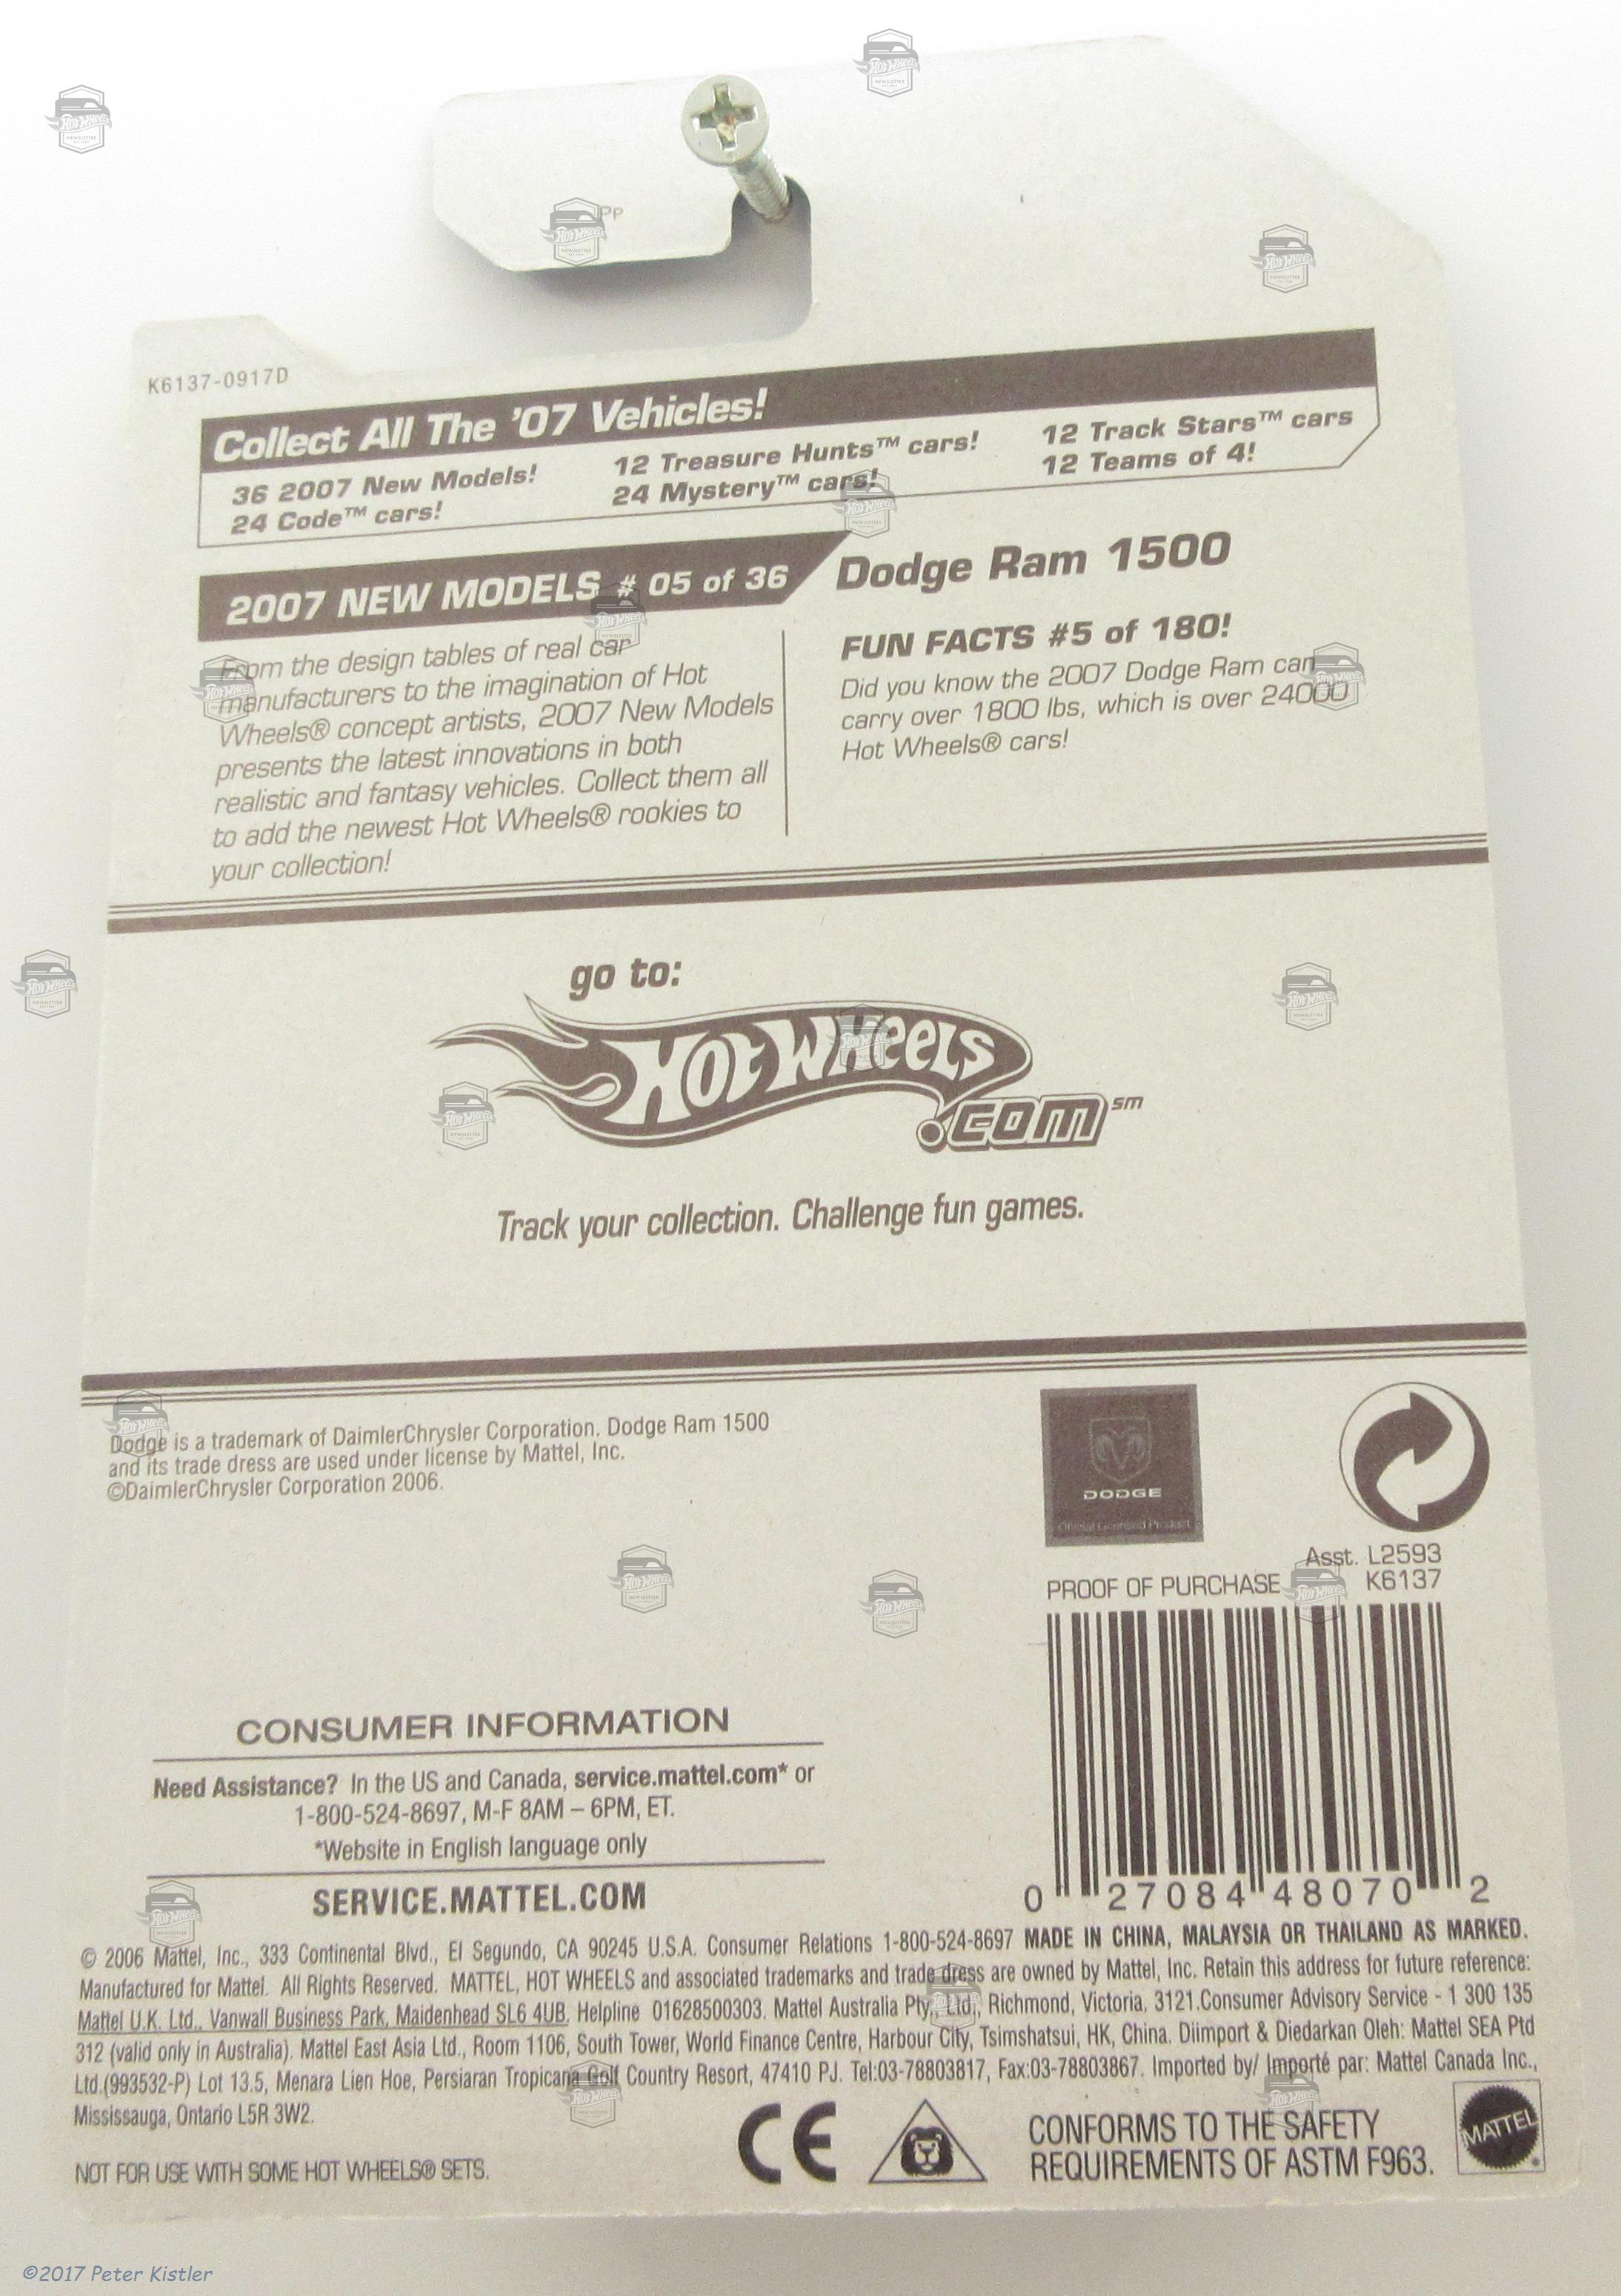 PP
K6137-0917D
Collect All The '07 Vehicles!
36 2007 New Models!
24 Code™ cars!
12 Treasure Hunts™ cars!
24 Mystery™ cars!
12 Track Stars™ cars
12 Teams of 4!
2007 NEW MODELS # 05 of 36
Dodge Ram 1500
From the design tables of real car
manufacturers to the imagination of Hot
Wheels® concept artists, 2007 New Models
presents the latest innovations in both
realistic and fantasy vehicles. Collect them all
to add the newest Hot Wheels® rookies to
your collection!
FUN FACTS #5 of 180!
Did you know the 2007 Dodge Ram can
carry over 1800 lbs, which is over 24000
Hot Wheels® cars!
go to:
HOT WHEELS
.COM sm
Track your collection. Challenge fun games.
Dodge is a trademark of DaimlerChrysler Corporation. Dodge Ram 1500
and its trade dress are used under license by Mattel, Inc.
©DaimlerChrysler Corporation 2006.
DODGE
Official Licensed Product
Asst. L2593
PROOF OF PURCHASE K6137
0 27084 48070 2
CONSUMER INFORMATION
Need Assistance? In the US and Canada, service.mattel.com* or
1-800-524-8697, M-F 8AM – 6PM, ET.
*Website in English language only
SERVICE.MATTEL.COM
© 2006 Mattel, Inc., 333 Continental Blvd., El Segundo, CA 90245 U.S.A. Consumer Relations 1-800-524-8697 MADE IN CHINA, MALAYSIA OR THAILAND AS MARKED.
Manufactured for Mattel. All Rights Reserved. MATTEL, HOT WHEELS and associated trademarks and trade dress are owned by Mattel, Inc. Retain this address for future reference:
Mattel U.K. Ltd., Vanwall Business Park, Maidenhead SL6 4UB. Helpline 01628500303. Mattel Australia Pty., Ltd., Richmond, Victoria, 3121.Consumer Advisory Service - 1 300 135
312 (valid only in Australia). Mattel East Asia Ltd., Room 1106, South Tower, World Finance Centre, Harbour City, Tsimshatsui, HK, China. Diimport & Diedarkan Oleh: Mattel SEA Ptd
Ltd.(993532-P) Lot 13.5, Menara Lien Hoe, Persiaran Tropicana Golf Country Resort, 47410 PJ. Tel:03-78803817, Fax:03-78803867. Imported by/ Importé par: Mattel Canada Inc.,
Mississauga, Ontario L5R 3W2.
NOT FOR USE WITH SOME HOT WHEELS® SETS.
CE
CONFORMS TO THE SAFETY
REQUIREMENTS OF ASTM F963.
MATTEL
©2017 Peter Kistler